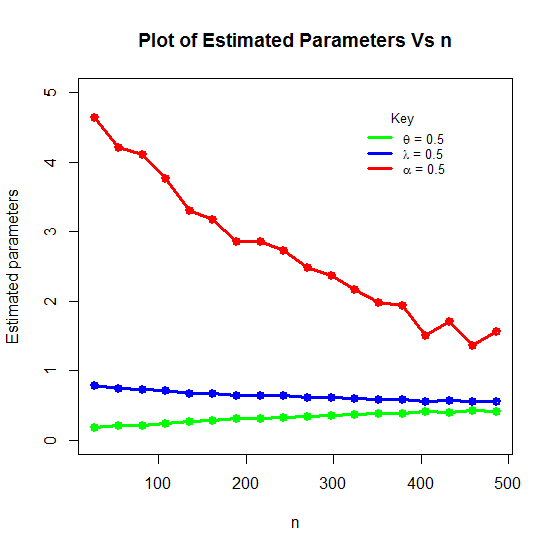 Plot of Estimated Parameters Vs n
Key
θ = 0.5
λ = 0.5
α = 0.5
Estimated parameters
5
4
3
2
1
0
100 200 300 400 500
n